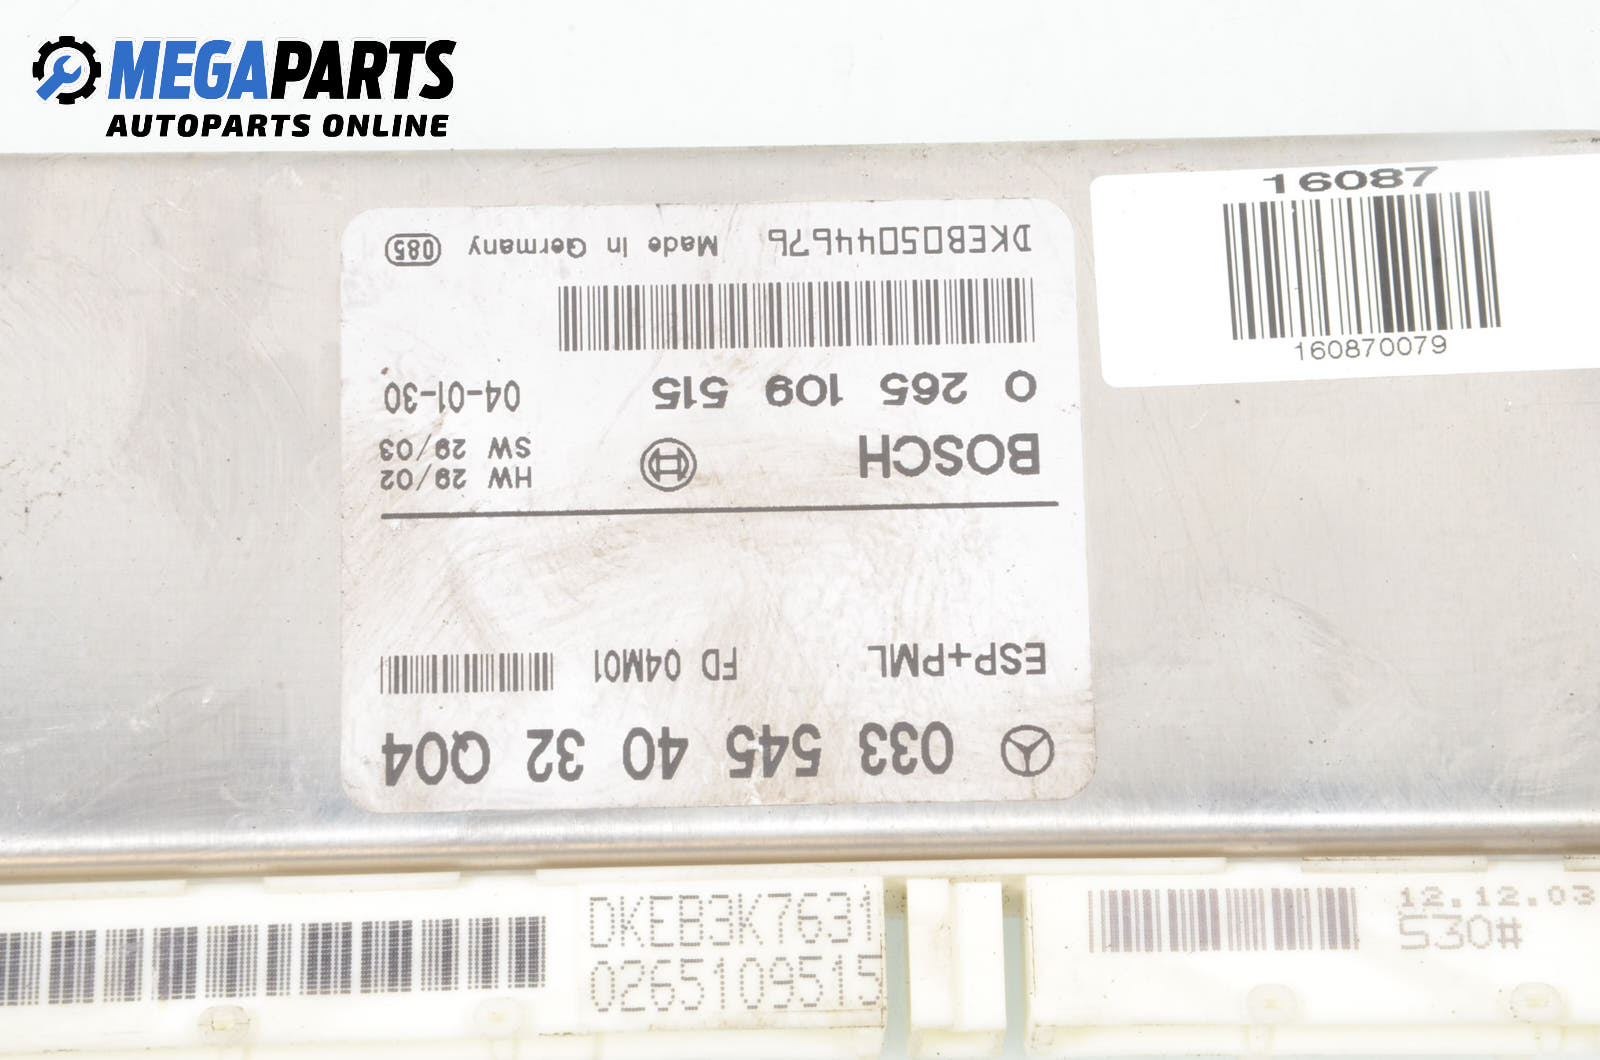 MEGAPARTS
AUTOPARTS ONLINE
16087
160870079
033 545 40 32 Q04
ESP+PML FD 04M01
BOSCH HW 29/02
SW 29/03
0 265 109 515 04-01-30
DKEB0504467б Made In Germany 085
DKEB3K7631
0265109515
12.12.03
S30#